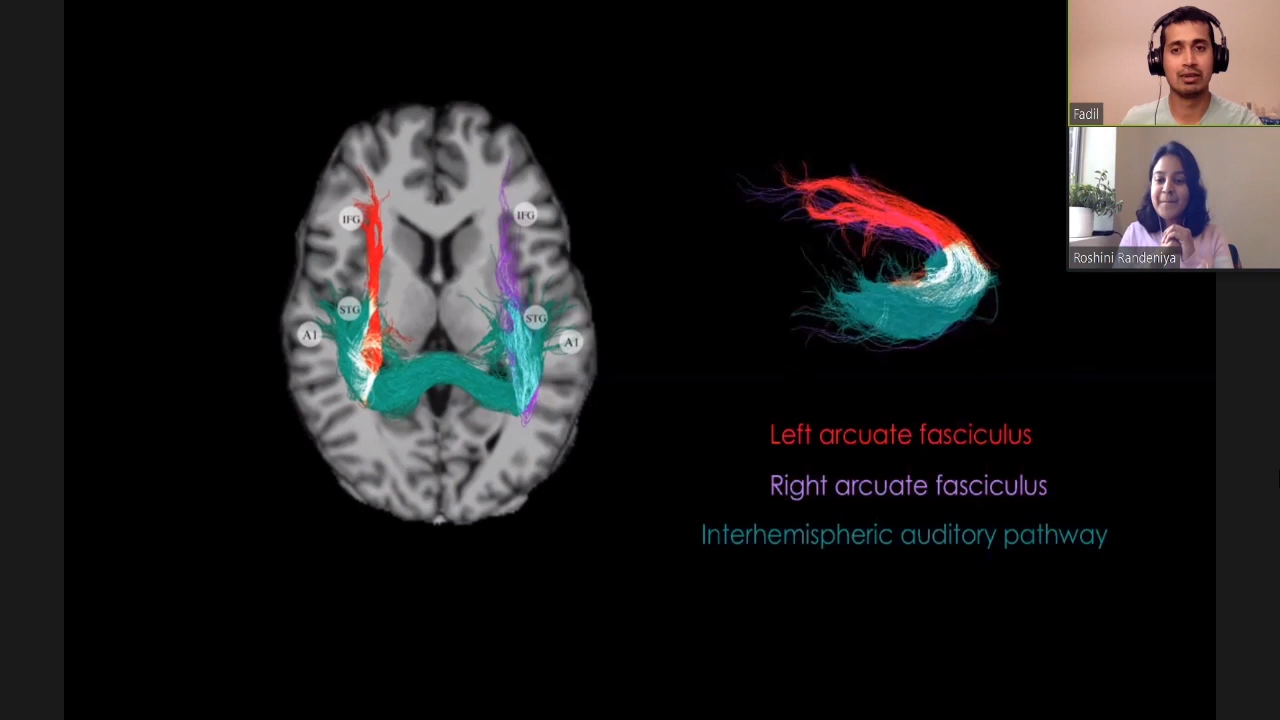 IFG
IFG
STG
STG
A1
A1
Left arcuate fasciculus
Right arcuate fasciculus
Interhemispheric auditory pathway
Fadil
Roshini Randeniya